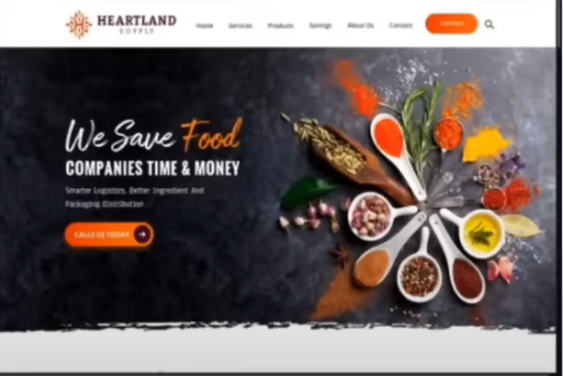 HEARTLAND
SUPPLY
Home Services Products Savings About Us Contact
We Save Food
COMPANIES TIME & MONEY
Smarter Logistics, Better Ingredient And
Packaging Distribution
CALL US TODAY